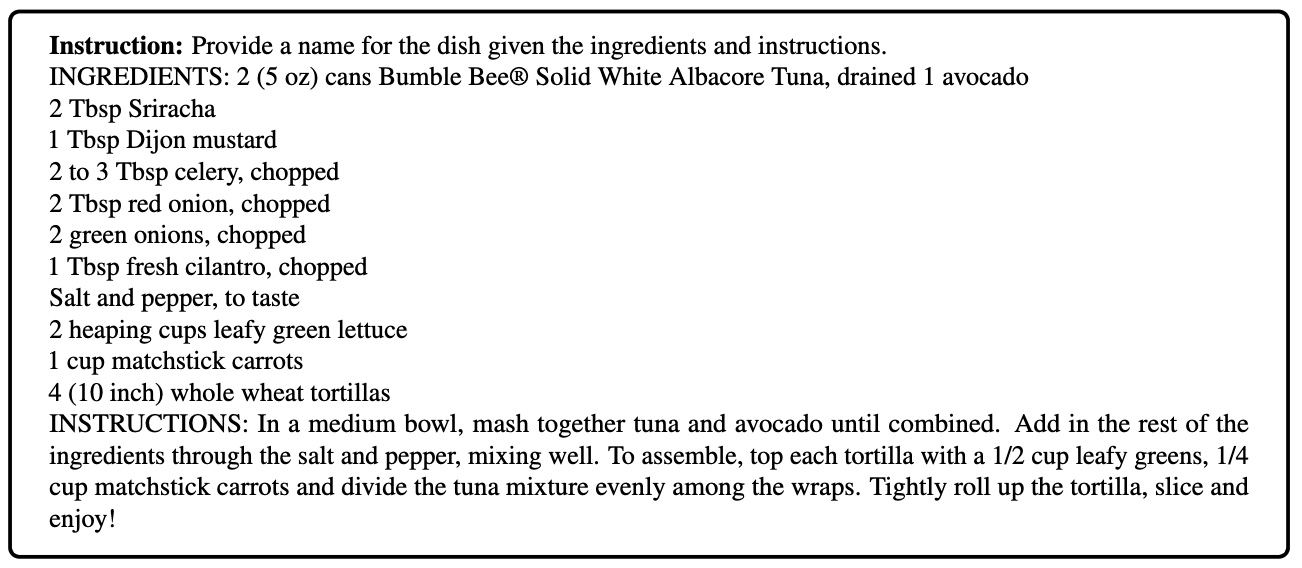 Instruction: Provide a name for the dish given the ingredients and instructions.
INGREDIENTS: 2 (5 oz) cans Bumble Bee® Solid White Albacore Tuna, drained 1 avocado
2 Tbsp Sriracha
1 Tbsp Dijon mustard
2 to 3 Tbsp celery, chopped
2 Tbsp red onion, chopped
2 green onions, chopped
1 Tbsp fresh cilantro, chopped
Salt and pepper, to taste
2 heaping cups leafy green lettuce
1 cup matchstick carrots
4 (10 inch) whole wheat tortillas
INSTRUCTIONS: In a medium bowl, mash together tuna and avocado until combined. Add in the rest of the
ingredients through the salt and pepper, mixing well. To assemble, top each tortilla with a 1/2 cup leafy greens, 1/4
cup matchstick carrots and divide the tuna mixture evenly among the wraps. Tightly roll up the tortilla, slice and
enjoy!